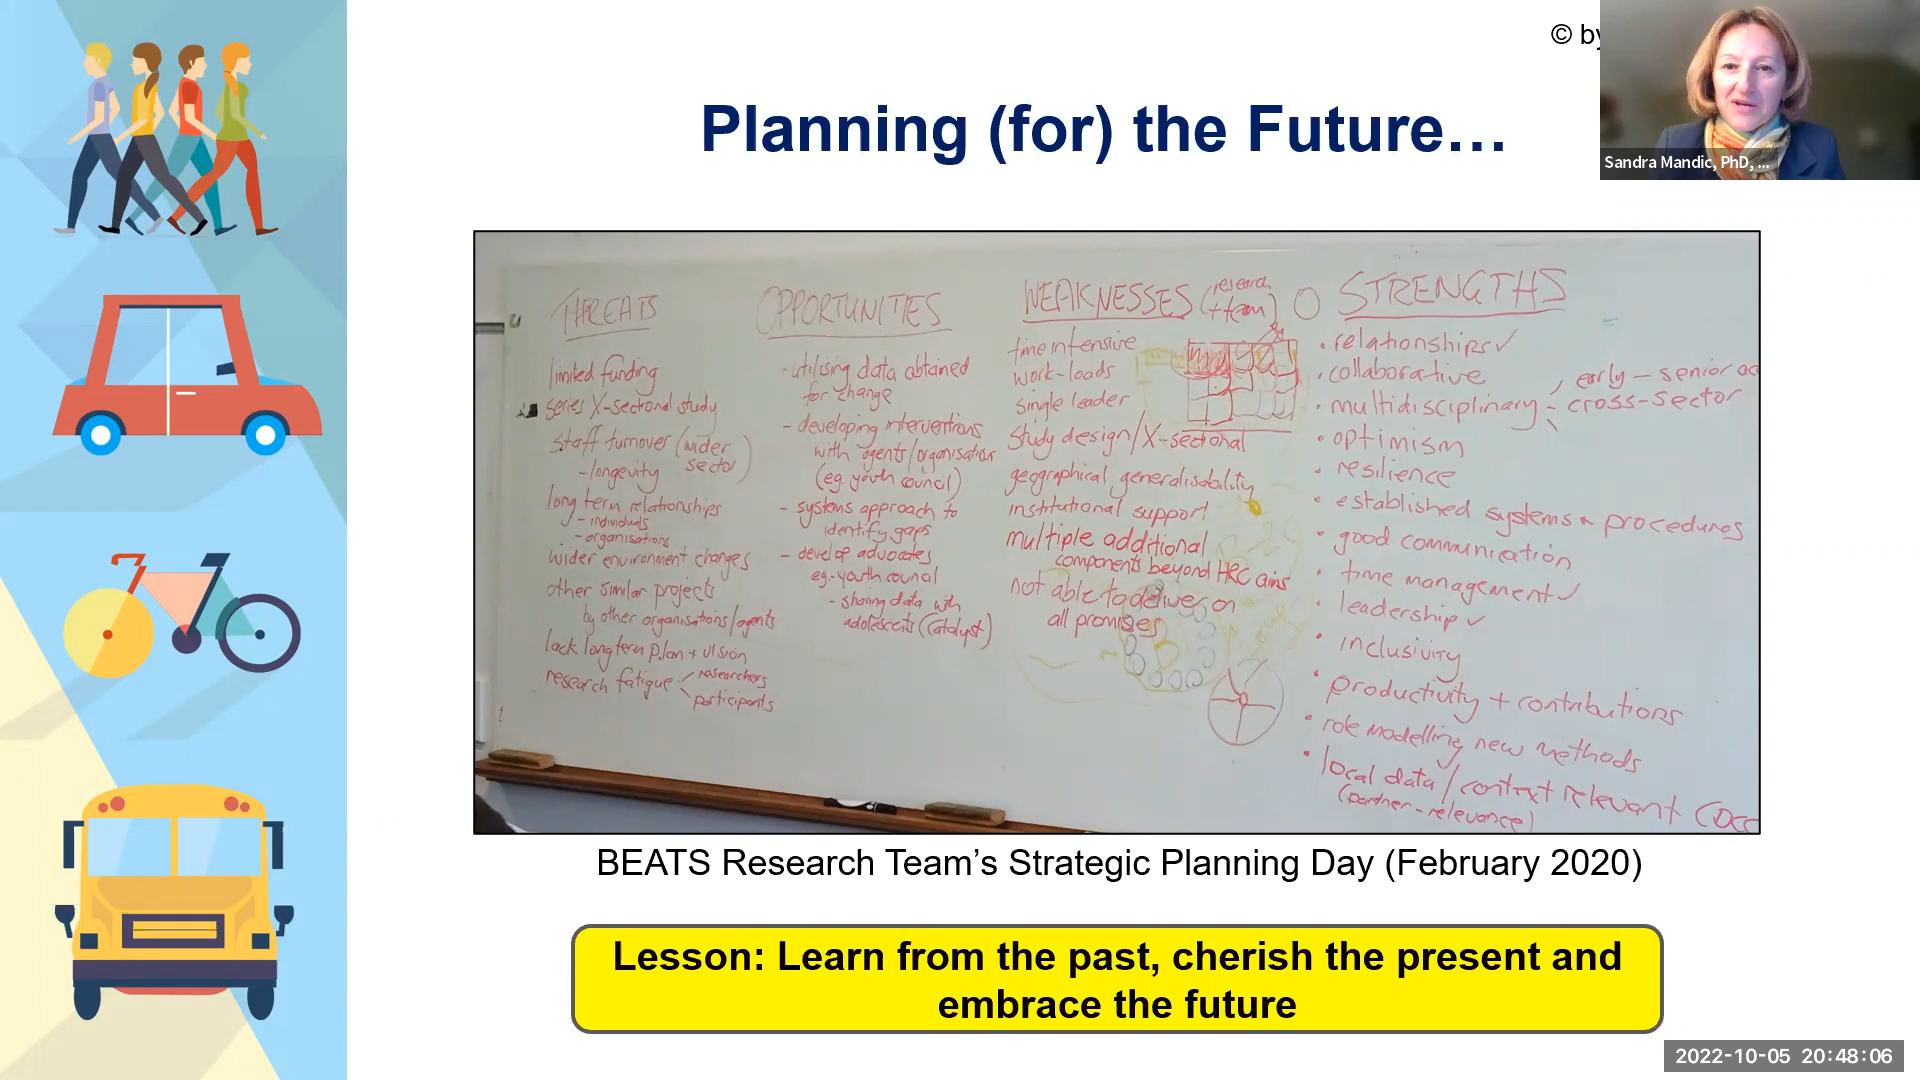 © by
Sandra Mandic, PhD, ...
Planning (for) the Future…
THREATS
limited funding
series X-sectional study
staff turnover (wider
sector)
- longevity
long term relationships
- individuals
- organisations
wider environment changes
other similar projects
by other organisations/agents
lack long term plan + vision
research fatigue - researchers
participants
OPPORTUNITIES
- utilising data obtained
for change
- developing interventions
with agents/organisation
(eg. youth council)
- systems approach to
identify gaps
- develop advocates
eg- youth council
- sharing data with
adolescents (catalyst)
WEAKNESSES (research
+ team)
time intensive
work-loads
single leader
study design/X-sectional
geographical generalisability
institutional support
multiple additional
components beyond HRC aims
not able to deliver on
all promises
STRENGTHS
• relationships ✓
• collaborative
• multidisciplinary - early - senior ac
- cross-sector
• optimism
• resilience
• established systems + procedures
• good communication
• time management ✓
• leadership ✓
• inclusivity
• productivity + contributions
• role modelling new methods
• local data/context relevant (DCC
(partner-relevance)
BEATS Research Team’s Strategic Planning Day (February 2020)
Lesson: Learn from the past, cherish the present and
embrace the future
2022-10-05 20:48:06